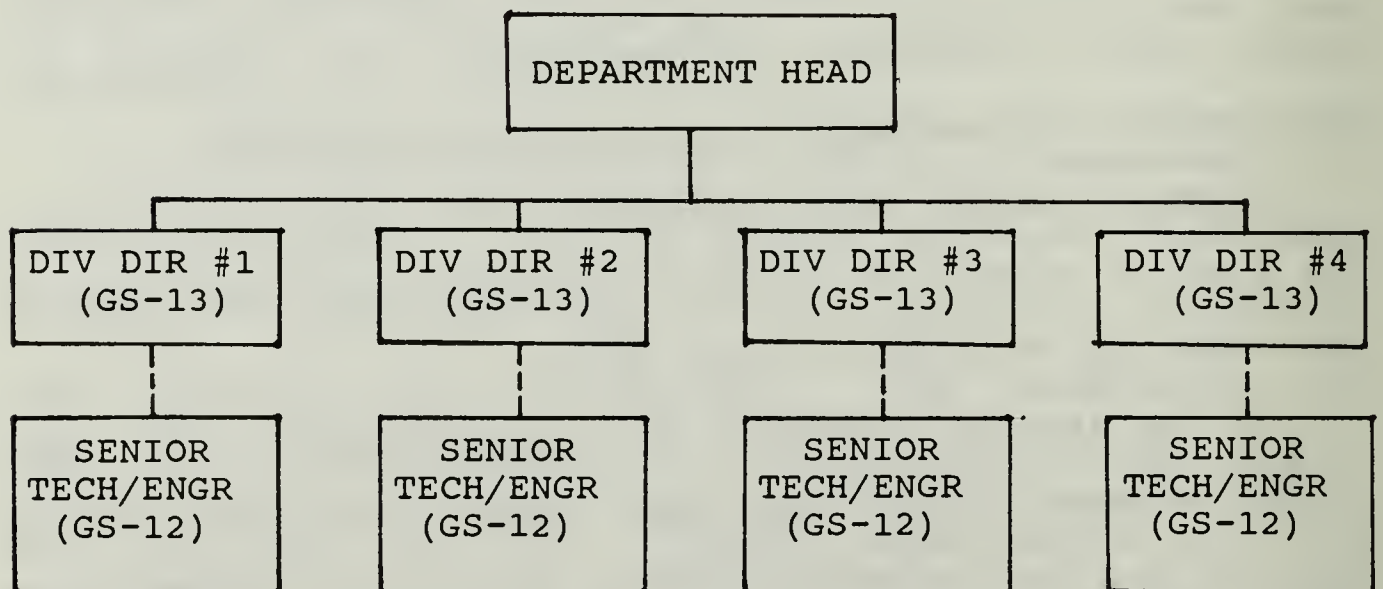 DEPARTMENT HEAD
DIV DIR #1
(GS-13)
DIV DIR #2
(GS-13)
DIV DIR #3
(GS-13)
DIV DIR #4
(GS-13)
SENIOR
TECH/ENGR
(GS-12)
SENIOR
TECH/ENGR
(GS-12)
SENIOR
TECH/ENGR
(GS-12)
SENIOR
TECH/ENGR
(GS-12)